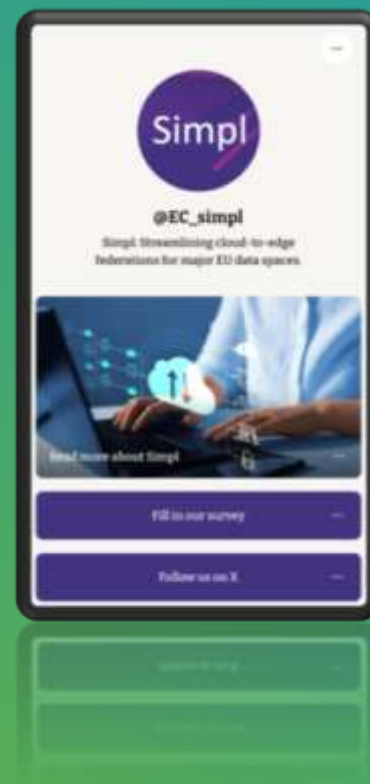 Simpl
@EC_simpl
Simpl: Streamlining cloud-to-edge
federations for major EU data spaces.
Read more about Simpl
Fill in our survey
Follow us on X